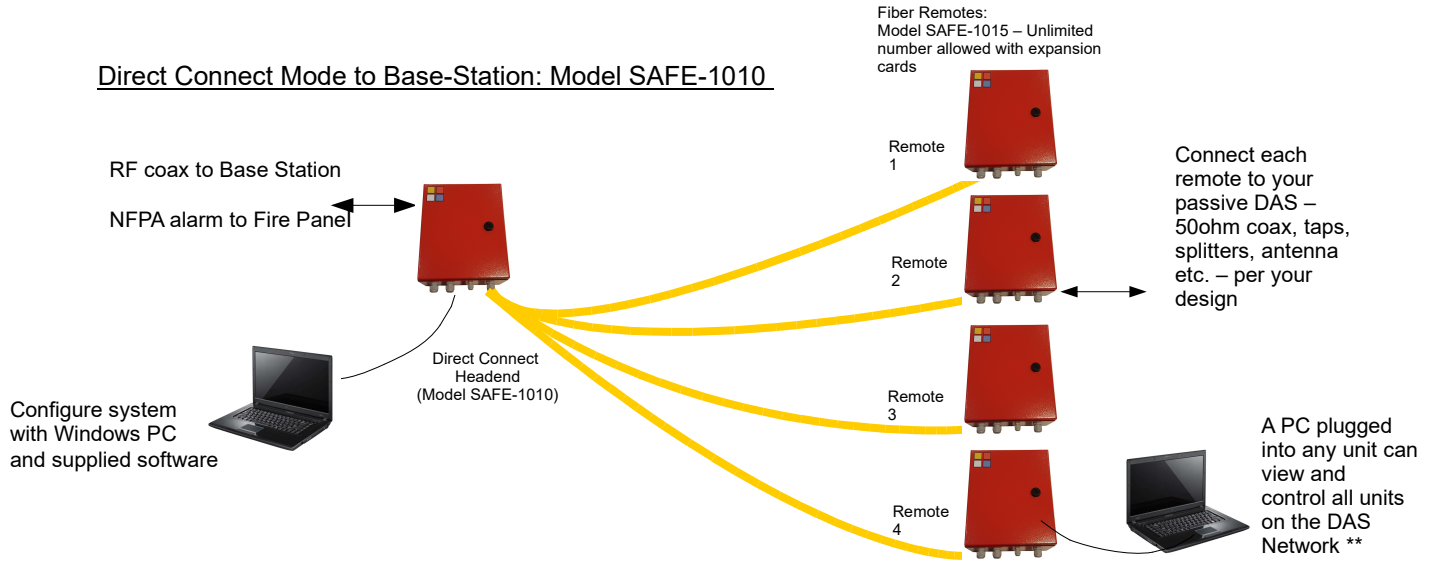 Fiber Remotes:
Model SAFE-1015 – Unlimited
number allowed with expansion
cards
Direct Connect Mode to Base-Station: Model SAFE-1010
RF coax to Base Station
NFPA alarm to Fire Panel
Remote
1
Connect each
remote to your
passive DAS –
50ohm coax, taps,
splitters, antenna
etc. – per your
design
Remote
2
Direct Connect
Headend
(Model SAFE-1010)
Remote
3
Configure system
with Windows PC
and supplied software
Remote
4
A PC plugged
into any unit can
view and
control all units
on the DAS
Network **